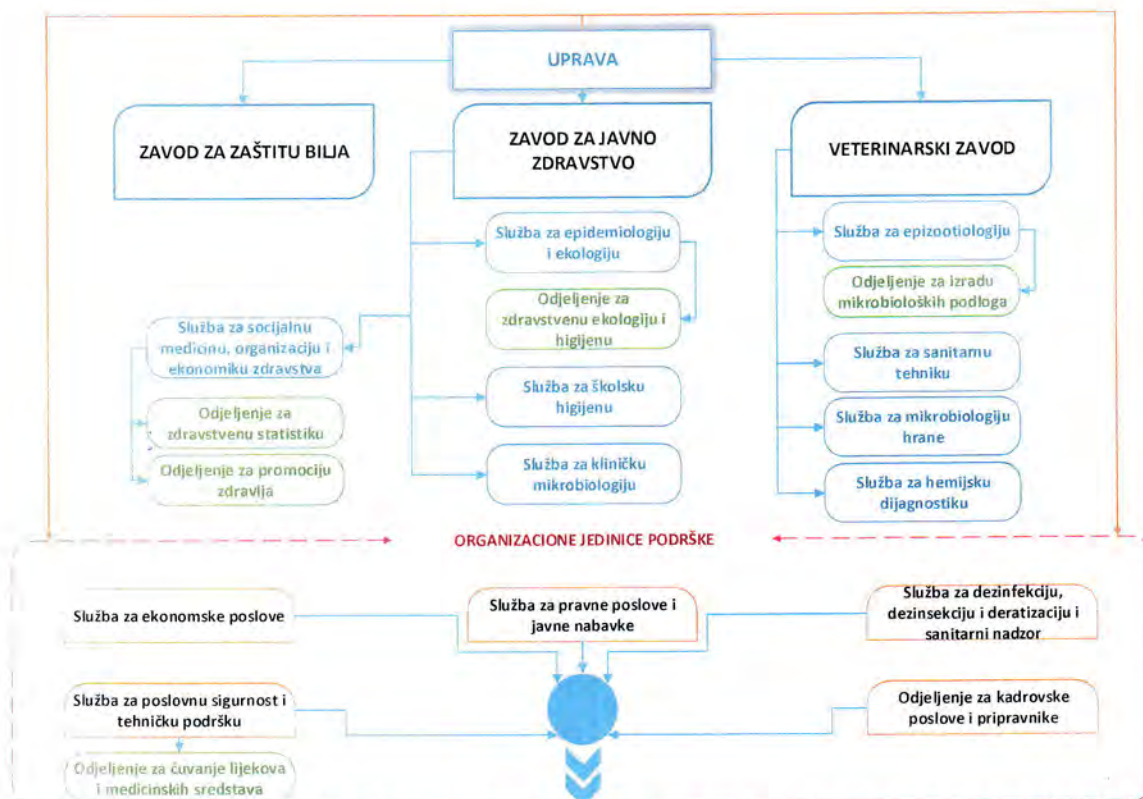 UPRAVA
ZAVOD ZA ZAŠTITU BILJA
ZAVOD ZA JAVNO
ZDRAVSTVO
VETERINARSKI ZAVOD
Služba za epidemiologiju
i ekologiju
Odjeljenje za
zdravstvenu ekologiju i
higijenu
Služba za socijalnu
medicinu, organizaciju i
ekonomiku zdravstva
Odjeljenje za
zdravstvenu statistiku
Odjeljenje za promociju
zdravlja
Služba za školsku
higijenu
Služba za kliničku
mikrobiologiju
Služba za epizootiologiju
Odjeljenje za izradu
mikrobioloških podloga
Služba za sanitarnu
tehniku
Služba za mikrobiologiju
hrane
Služba za hemijsku
dijagnostiku
ORGANIZACIONE JEDINICE PODRŠKE
Služba za ekonomske poslove
Služba za pravne poslove i
javne nabavke
Služba za dezinfekciju,
dezinsekciju i deratizaciju i
sanitarni nadzor
Služba za poslovnu sigurnost i
tehničku podršku
Odjeljenje za kadrovske
poslove i pripravnike
Odjeljenje za čuvanje lijekova
i medicinskih sredstava